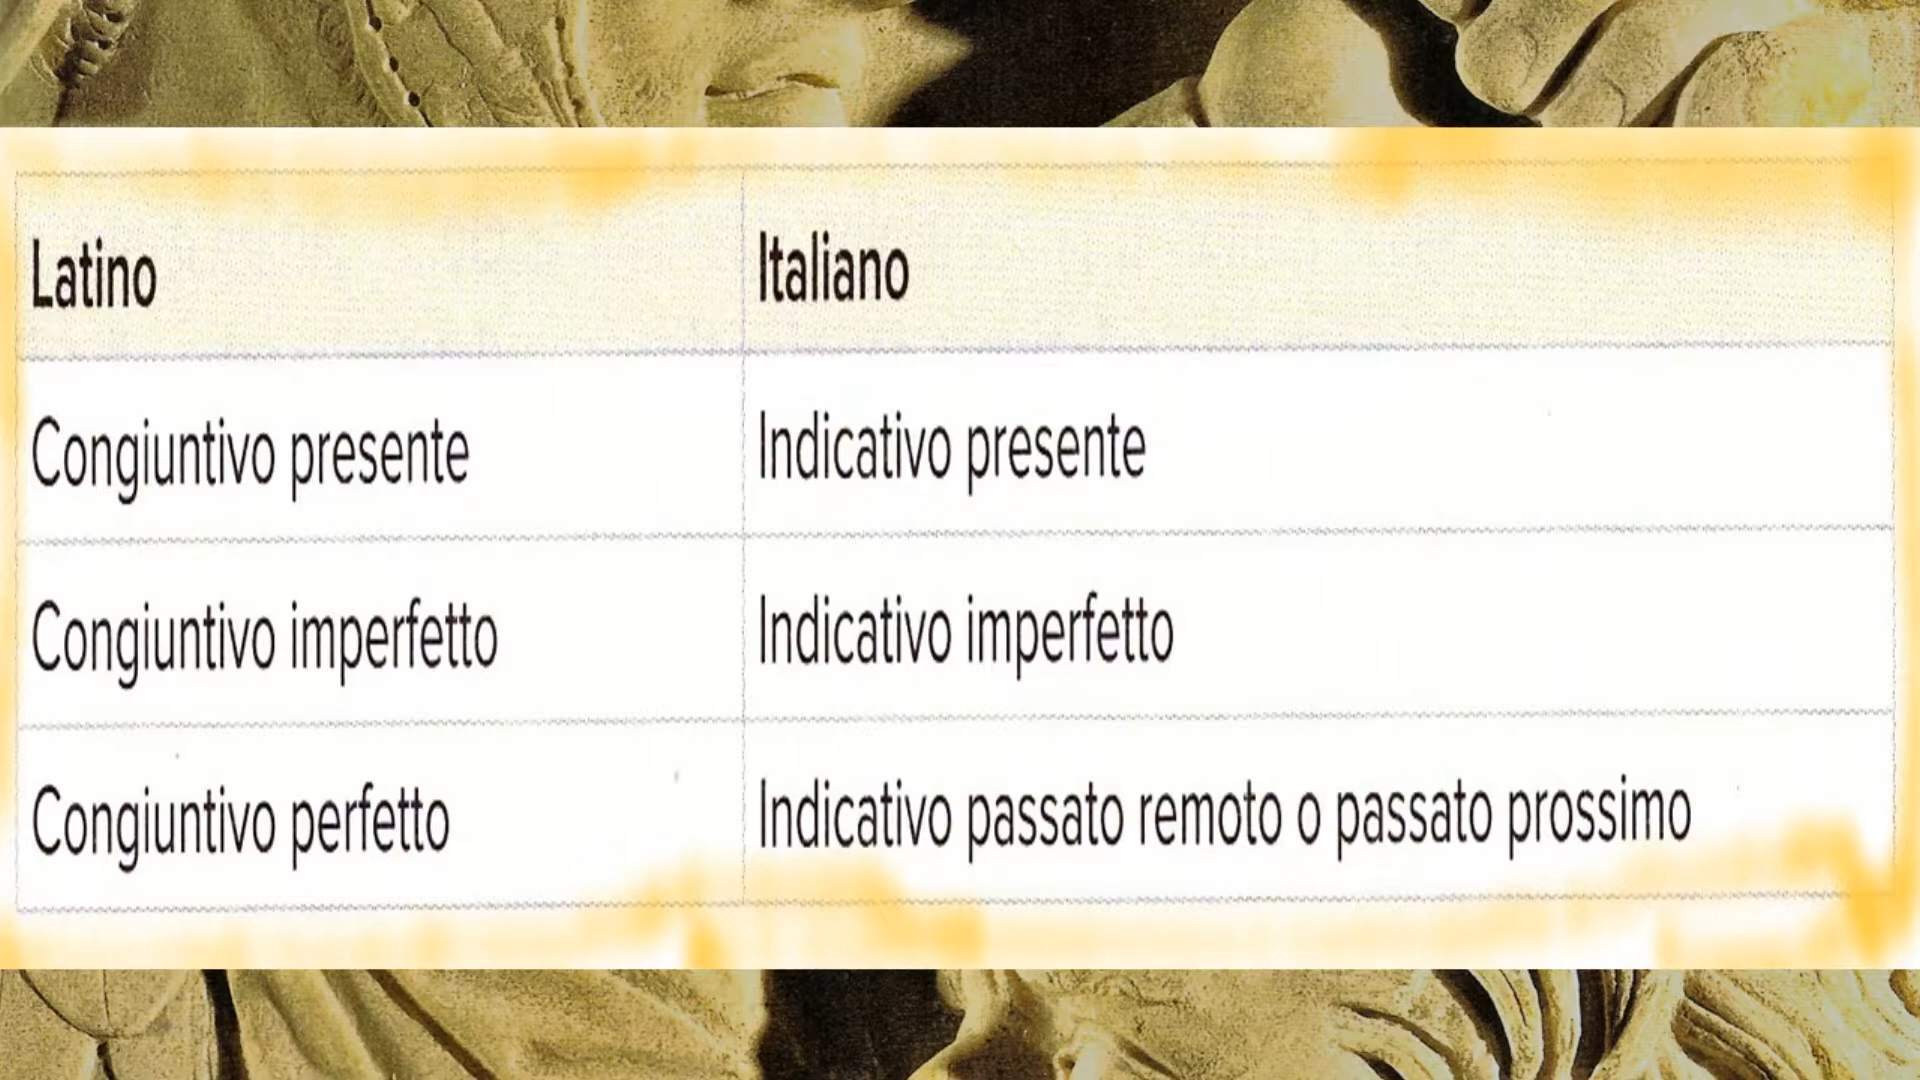 Latino Italiano
Congiuntivo presente Indicativo presente
Congiuntivo imperfetto Indicativo imperfetto
Congiuntivo perfetto Indicativo passato remoto o passato prossimo